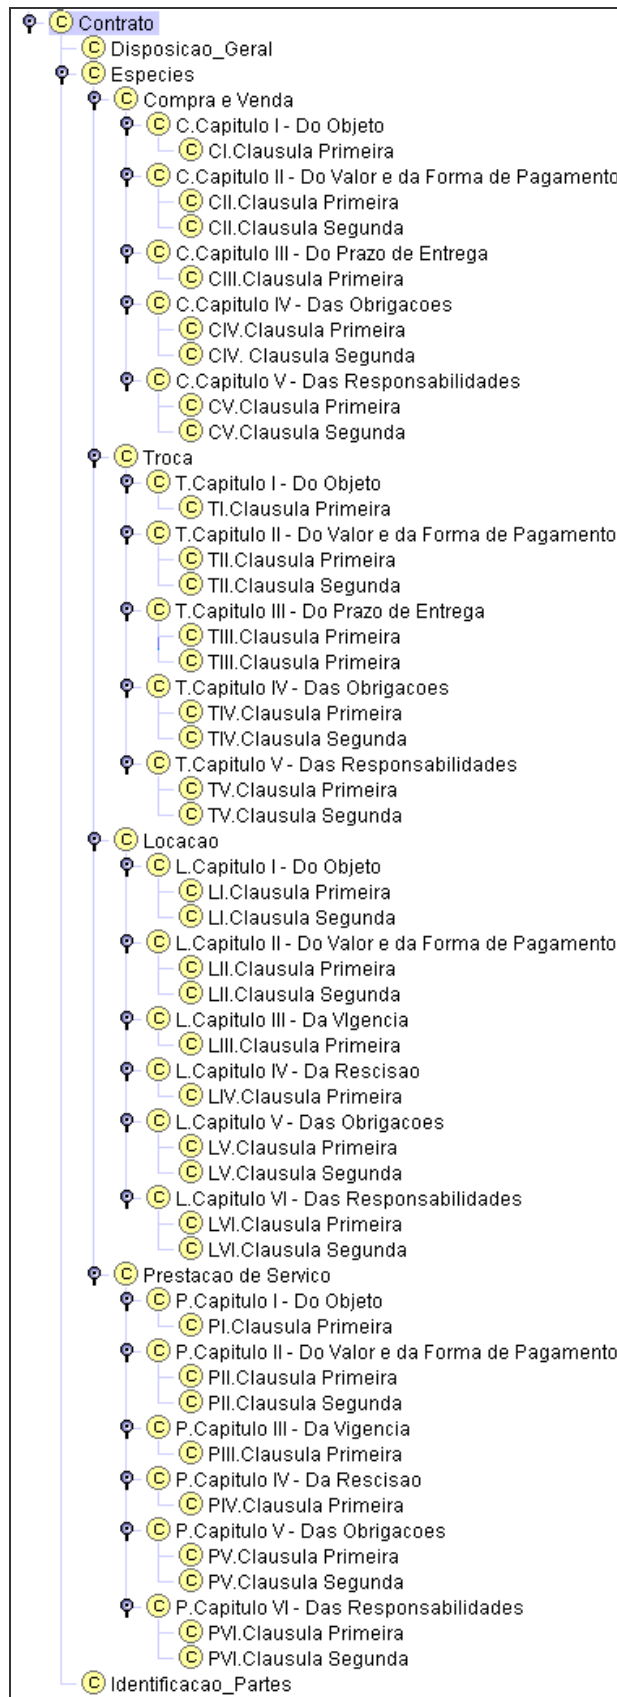 Contrato
Disposicao_Geral
Especies
Compra e Venda
C.Capitulo I - Do Objeto
CI.Clausula Primeira
C.Capitulo II - Do Valor e da Forma de Pagamento
CII.Clausula Primeira
CII.Clausula Segunda
C.Capitulo III - Do Prazo de Entrega
CIII.Clausula Primeira
C.Capitulo IV - Das Obrigacoes
CIV.Clausula Primeira
CIV. Clausula Segunda
C.Capitulo V - Das Responsabilidades
CV.Clausula Primeira
CV.Clausula Segunda
Troca
T.Capitulo I - Do Objeto
TI.Clausula Primeira
T.Capitulo II - Do Valor e da Forma de Pagamento
TII.Clausula Primeira
TII.Clausula Segunda
T.Capitulo III - Do Prazo de Entrega
TIII.Clausula Primeira
TIII.Clausula Primeira
T.Capitulo IV - Das Obrigacoes
TIV.Clausula Primeira
TIV.Clausula Segunda
T.Capitulo V - Das Responsabilidades
TV.Clausula Primeira
TV.Clausula Segunda
Locacao
L.Capitulo I - Do Objeto
LI.Clausula Primeira
LI.Clausula Segunda
L.Capitulo II - Do Valor e da Forma de Pagamento
LII.Clausula Primeira
LII.Clausula Segunda
L.Capitulo III - Da VIgencia
LIII.Clausula Primeira
L.Capitulo IV - Da Rescisao
LIV.Clausula Primeira
L.Capitulo V - Das Obrigacoes
LV.Clausula Primeira
LV.Clausula Segunda
L.Capitulo VI - Das Responsabilidades
LVI.Clausula Primeira
LVI.Clausula Segunda
Prestacao de Servico
P.Capitulo I - Do Objeto
PI.Clausula Primeira
P.Capitulo II - Do Valor e da Forma de Pagamento
PII.Clausula Primeira
PII.Clausula Segunda
P.Capitulo III - Da Vigencia
PIII.Clausula Primeira
P.Capitulo IV - Da Rescisao
PIV.Clausula Primeira
P.Capitulo V - Das Obrigacoes
PV.Clausula Primeira
PV.Clausula Segunda
P.Capitulo VI - Das Responsabilidades
PVI.Clausula Primeira
PVI.Clausula Segunda
Identificacao_Partes